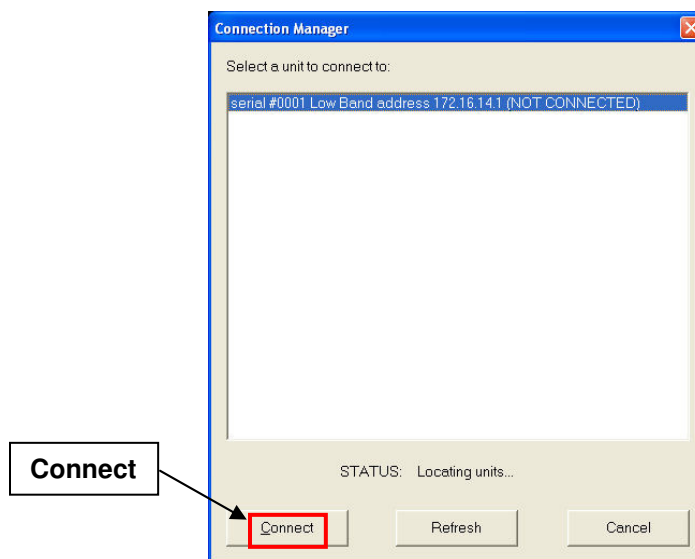 Connection Manager
Select a unit to connect to:
serial #0001 Low Band address 172.16.14.1 (NOT CONNECTED)
STATUS: Locating units...
Connect
Connect Refresh Cancel